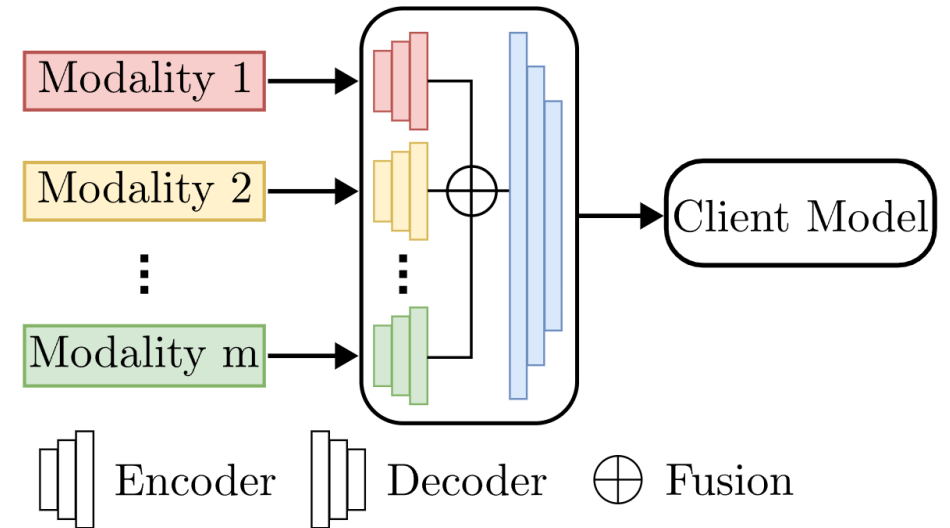 Modality 1
Modality 2
Modality m
Client Model
Encoder
Decoder
Fusion